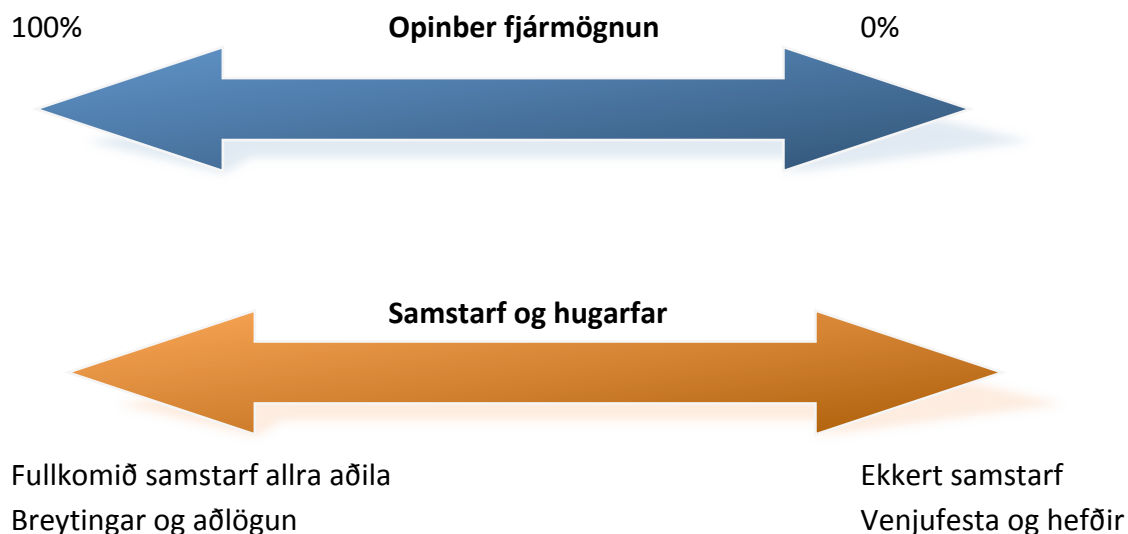 100% Opinber fjármögnun 0%
Samstarf og hugarfar
Fullkomið samstarf allra aðila Ekkert samstarf
Breytingar og aðlögun Venjufesta og hefðir